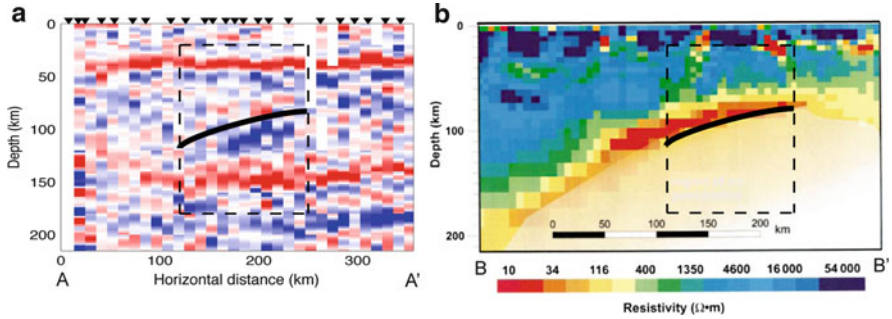 a
0
50
100
150
200
Depth (km)
A
0
100
200
300
A'
Horizontal distance (km)
b
0
100
200
Depth (km)
B
B'
0 50 100 150 200 km
10 34 116 400 1350 4600 16 000 54 000
Resistivity (Ω•m)